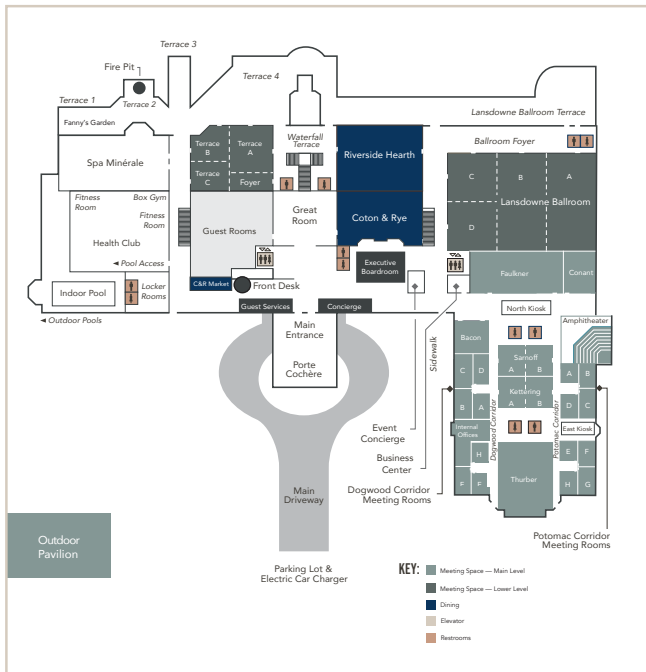 Terrace 3
Fire Pit
Terrace 4
Terrace 1
Terrace 2
Fanny's Garden
Lansdowne Ballroom Terrace
Waterfall
Terrace
Ballroom Foyer
Terrace
B
Terrace
A
Terrace
C
Foyer
Spa Minérale
Riverside Hearth
C
B
A
Lansdowne Ballroom
D
Fitness
Room
Box Gym
Fitness
Room
Health Club
Pool Access
Guest Rooms
Great
Room
Coton & Rye
Executive
Boardroom
Faulkner
Conant
Indoor Pool
Locker
Rooms
C&R Market
Front Desk
Outdoor Pools
Guest Services
Concierge
Main
Entrance
Porte
Cochère
North Kiosk
Amphitheater
Sidewalk
Bacon
Sarnoff
A
B
Kettering
A
B
C
D
B
A
Internal
Offices
H
E
F
Dogwood Corridor
Potomac Corridor
A
B
D
C
East Kiosk
E
F
H
G
Thurber
Event
Concierge
Business
Center
Dogwood Corridor
Meeting Rooms
Potomac Corridor
Meeting Rooms
Main
Driveway
Outdoor
Pavilion
Parking Lot &
Electric Car Charger
KEY:
Meeting Space — Main Level
Meeting Space — Lower Level
Dining
Elevator
Restrooms